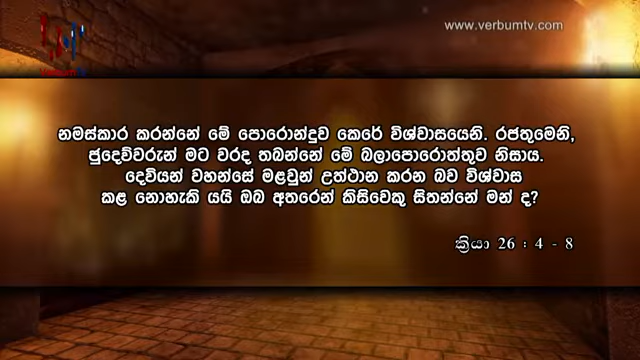 www.verbumtv.com
VerbumTV
නමස්කාර කරන්නේ මේ පොරොන්දුව කෙරේ විශ්වාසයෙනි. රජතුමෙනි,
ජුදෙව්වරුන් මට වරද තබන්නේ මේ බලාපොරොත්තුව නිසාය.
දෙවියන් වහන්සේ මළවුන් උත්ථාන කරන බව විශ්වාස
කළ නොහැකි යයි ඔබ අතරෙන් කිසිවෙකු සිතන්නේ මන් ද?
ක්‍රියා 26 : 4 - 8